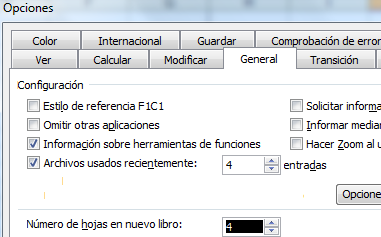 Opciones
Color Internacional Guardar Comprobación de error
Ver Calcular Modificar General Transición
Configuración
Estilo de referencia F1C1 Solicitar informa
Omitir otras aplicaciones Informar median
Información sobre herramientas de funciones Hacer Zoom al u
Archivos usados recientemente: 4 entradas
Opcione
Número de hojas en nuevo libro: 4